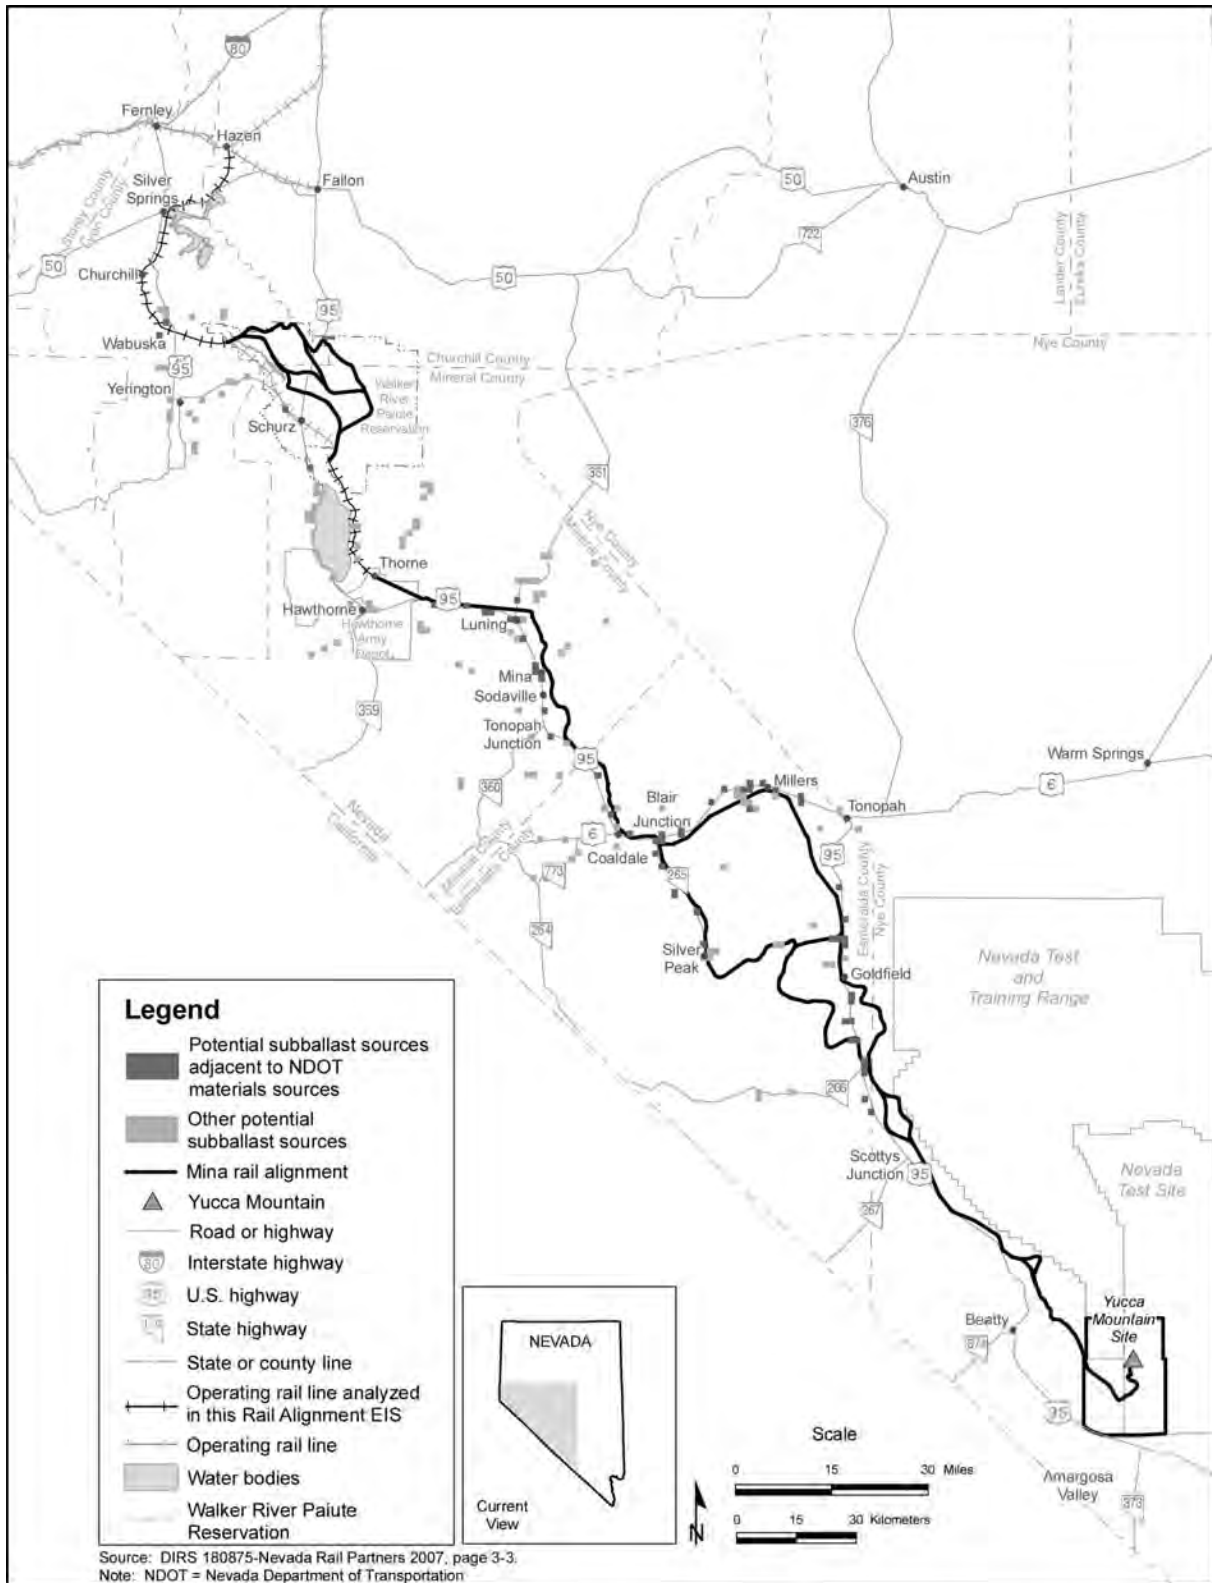 80
Fernley
Hazen
Silver
Springs
Fallon
50
Austin
Storey County
Lyon County
722
50
Churchill
50
Lander County
Eureka County
95
Wabuska
Nye County
95
Churchill County
Mineral County
Yerington
Walker
River
Paiute
Reservation
Schurz
376
361
Nye County
Mineral County
Thorne
95
Hawthorne
Hawthorne
Army
Depot
Luning
Mina
Sodaville
359
Tonopah
Junction
95
Warm Springs
6
360
Millers
Blair
Junction
Tonopah
Nevada
California
6
Coaldale
95
Mineral County
Esmeralda County
773
265
Esmeralda County
Nye County
264
Silver
Peak
Goldfield
Nevada Test
and
Training Range
266
Scottys
Junction
95
Nevada
Test Site
267
Yucca
Mountain
Site
Beatty
374
95
Amargosa
Valley
373
Legend
Potential subballast sources
adjacent to NDOT
materials sources
Other potential
subballast sources
Mina rail alignment
Yucca Mountain
Road or highway
80
Interstate highway
95
U.S. highway
State highway
State or county line
Operating rail line analyzed
in this Rail Alignment EIS
Operating rail line
Water bodies
Walker River Paiute
Reservation
NEVADA
Current
View
N
Scale
0 15 30 Miles
0 15 30 Kilometers
Source: DIRS 180875-Nevada Rail Partners 2007, page 3-3.
Note: NDOT = Nevada Department of Transportation